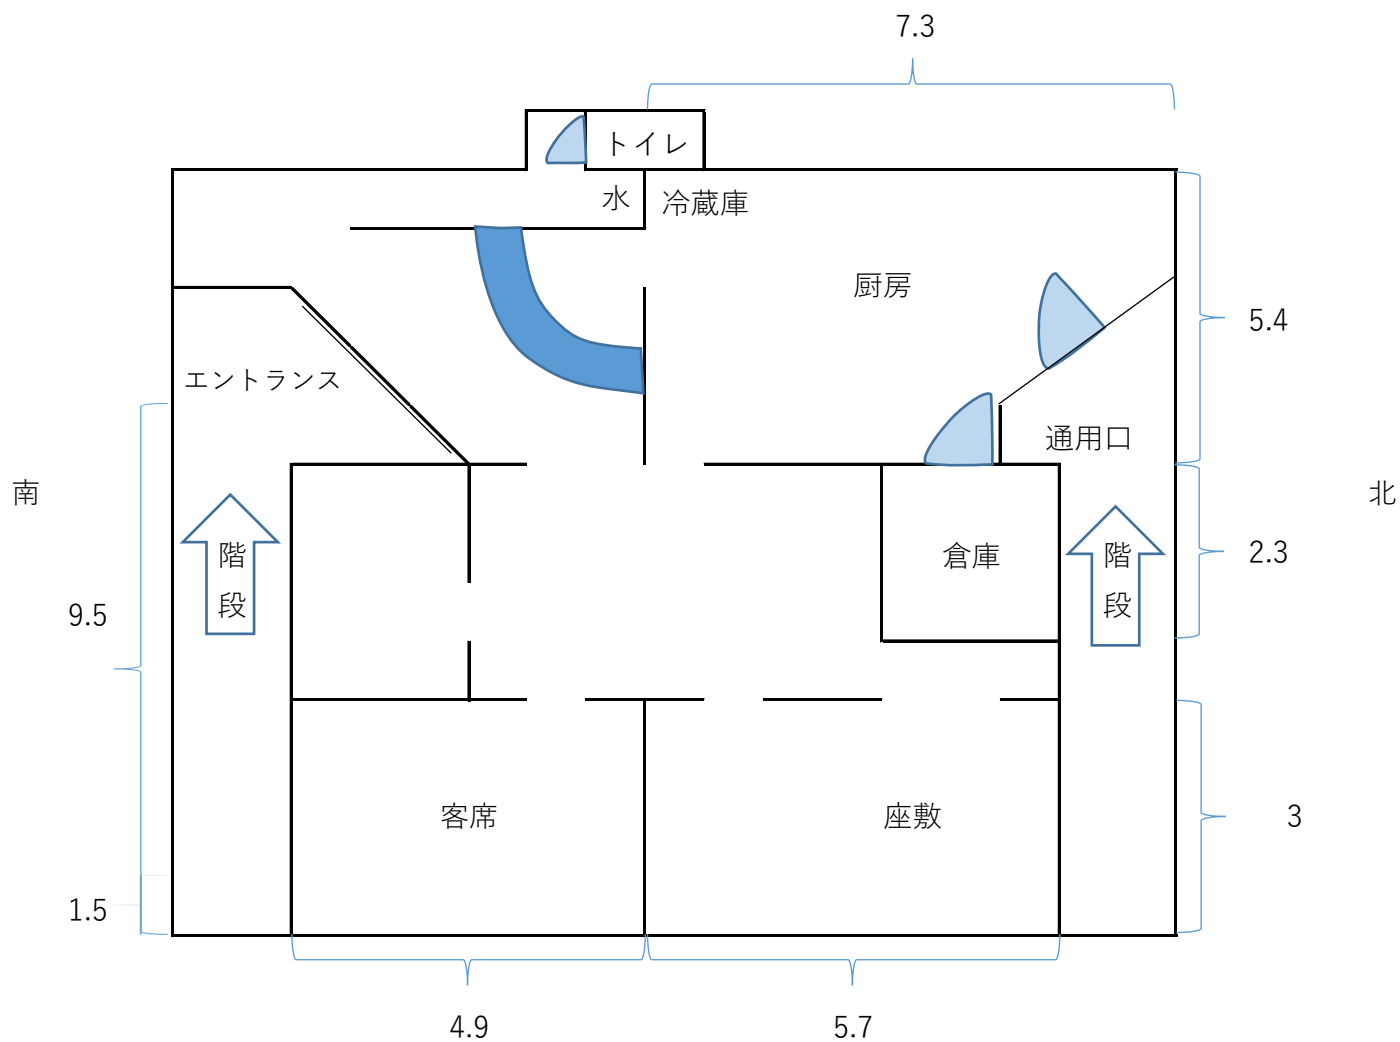 7.3
トイレ
水
冷蔵庫
厨房
5.4
エントランス
通用口
南
北
階
段
倉庫
階
段
2.3
9.5
客席
座敷
3
1.5
4.9
5.7